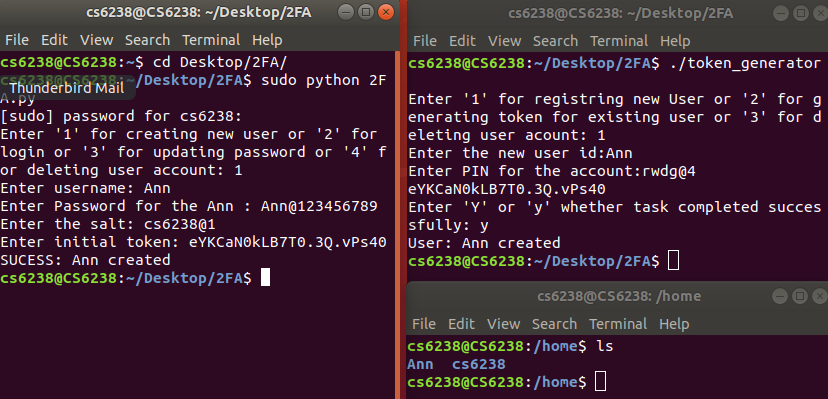 cs6238@CS6238: ~/Desktop/2FA
File Edit View Search Terminal Help
cs6238@CS6238:~$ cd Desktop/2FA/
cs6238@CS6238:~/Desktop/2FA$ sudo python 2F
A.py
Thunderbird Mail
[sudo] password for cs6238:
Enter '1' for creating new user or '2' for
login or '3' for updating password or '4' f
or deleting user account: 1
Enter username: Ann
Enter Password for the Ann : Ann@123456789
Enter the salt: cs6238@1
Enter initial token: eYKCaN0kLB7T0.3Q.vPs40
SUCESS: Ann created
cs6238@CS6238:~/Desktop/2FA$
cs6238@CS6238: ~/Desktop/2FA
File Edit View Search Terminal Help
cs6238@CS6238:~/Desktop/2FA$ ./token_generator
Enter '1' for registring new User or '2' for g
enerating token for existing user or '3' for d
eleting user acount: 1
Enter the new user id:Ann
Enter PIN for the account:rwdg@4
eYKCaN0kLB7T0.3Q.vPs40
Enter 'Y' or 'y' whether task completed succes
sfully: y
User: Ann created
cs6238@CS6238:~/Desktop/2FA$
cs6238@CS6238: /home
File Edit View Search Terminal Help
cs6238@CS6238:/home$ ls
Ann cs6238
cs6238@CS6238:/home$